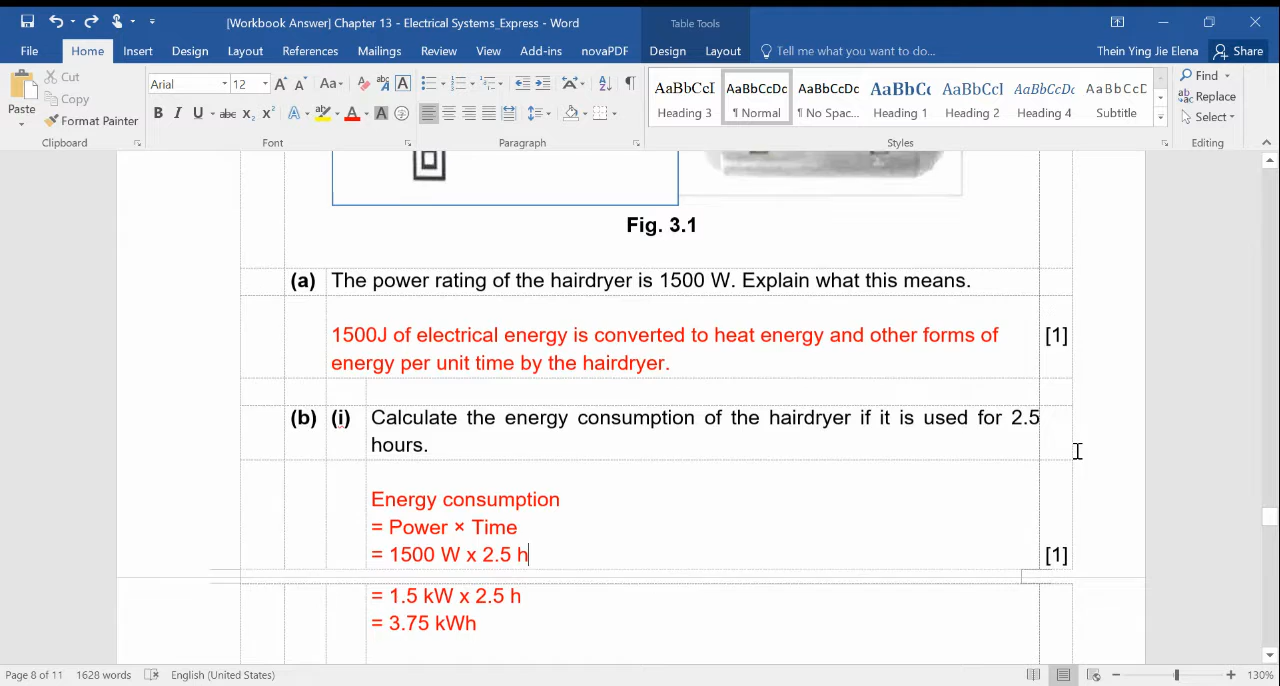 [Workbook Answer] Chapter 13 - Electrical Systems_Express - Word
Table Tools
File Home Insert Design Layout References Mailings Review View Add-ins novaPDF Design Layout Tell me what you want to do... Thein Ying Jie Elena Share
Paste
Cut
Copy
Format Painter
Clipboard
Arial 12
Font
Paragraph
AaBbCcI AaBbCcDc AaBbCcDc AaBbCc AaBbCcI AaBbCcDc AaBbCcD
Heading 3 ¶ Normal ¶ No Spac... Heading 1 Heading 2 Heading 4 Subtitle
Styles
Find
Replace
Select
Editing
Fig. 3.1
(a) The power rating of the hairdryer is 1500 W. Explain what this means.
1500J of electrical energy is converted to heat energy and other forms of [1]
energy per unit time by the hairdryer.
(b) (i) Calculate the energy consumption of the hairdryer if it is used for 2.5
hours.
Energy consumption
= Power × Time
= 1500 W x 2.5 h [1]
= 1.5 kW x 2.5 h
= 3.75 kWh
Page 8 of 11 1628 words English (United States) 130%